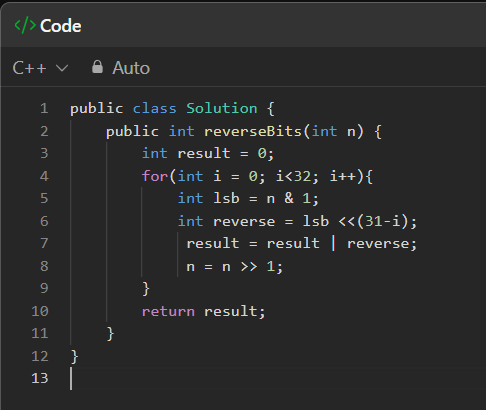 </> Code
C++ Auto
1 public class Solution {
2     public int reverseBits(int n) {
3         int result = 0;
4         for(int i = 0; i<32; i++){
5             int lsb = n & 1;
6             int reverse = lsb <<(31-i);
7              result = result | reverse;
8              n = n >> 1;
9         }
10         return result;
11     }
12 }
13